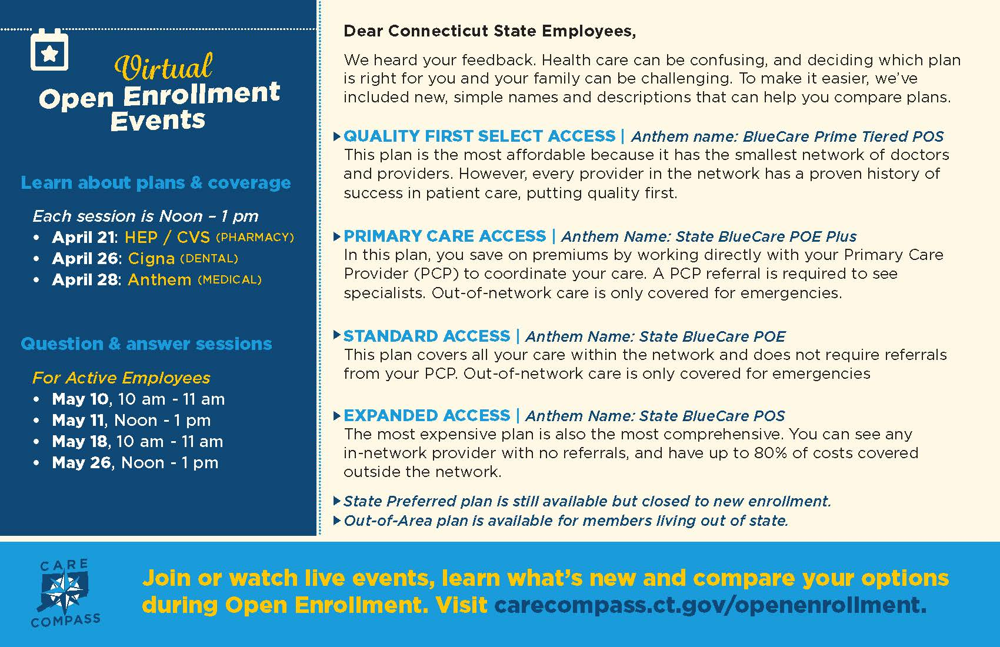 Virtual
Open Enrollment
Events
Learn about plans & coverage
Each session is Noon – 1 pm
• April 21: HEP / CVS (PHARMACY)
• April 26: Cigna (DENTAL)
• April 28: Anthem (MEDICAL)
Question & answer sessions
For Active Employees
• May 10, 10 am - 11 am
• May 11, Noon - 1 pm
• May 18, 10 am - 11 am
• May 26, Noon - 1 pm
Dear Connecticut State Employees,
We heard your feedback. Health care can be confusing, and deciding which plan
is right for you and your family can be challenging. To make it easier, we've
included new, simple names and descriptions that can help you compare plans.
QUALITY FIRST SELECT ACCESS | Anthem name: BlueCare Prime Tiered POS
This plan is the most affordable because it has the smallest network of doctors
and providers. However, every provider in the network has a proven history of
success in patient care, putting quality first.
PRIMARY CARE ACCESS | Anthem Name: State BlueCare POE Plus
In this plan, you save on premiums by working directly with your Primary Care
Provider (PCP) to coordinate your care. A PCP referral is required to see
specialists. Out-of-network care is only covered for emergencies.
STANDARD ACCESS | Anthem Name: State BlueCare POE
This plan covers all your care within the network and does not require referrals
from your PCP. Out-of-network care is only covered for emergencies
EXPANDED ACCESS | Anthem Name: State BlueCare POS
The most expensive plan is also the most comprehensive. You can see any
in-network provider with no referrals, and have up to 80% of costs covered
outside the network.
State Preferred plan is still available but closed to new enrollment.
Out-of-Area plan is available for members living out of state.
CARE
COMPASS
Join or watch live events, learn what's new and compare your options
during Open Enrollment. Visit carecompass.ct.gov/openenrollment.